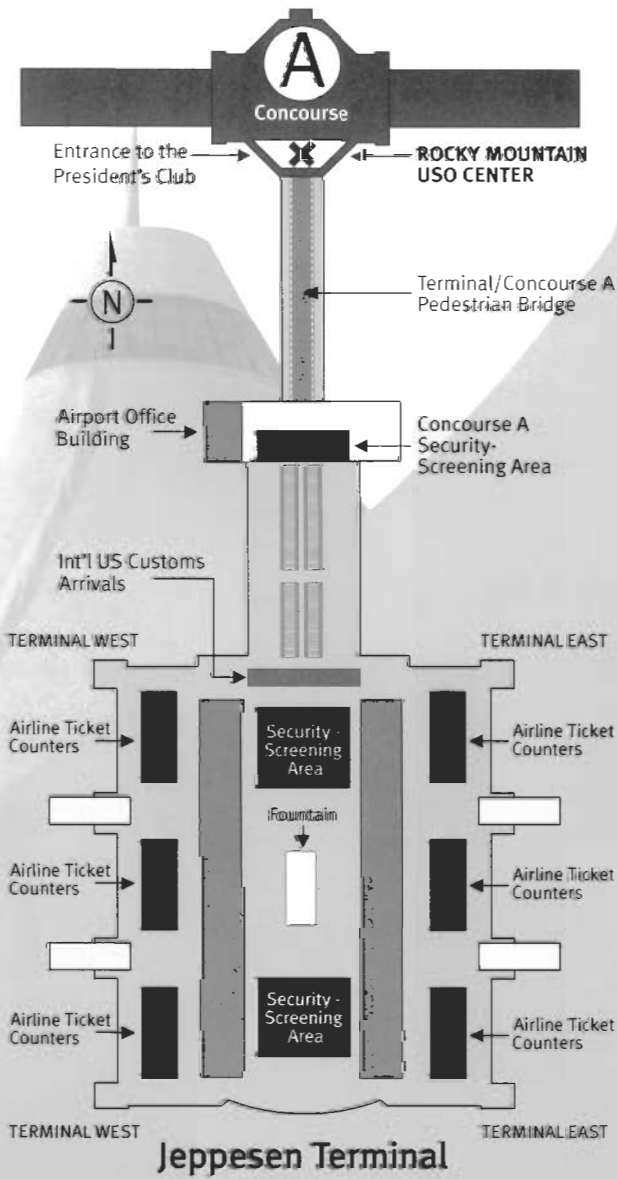 A
Concourse
Entrance to the
President's Club
ROCKY MOUNTAIN
USO CENTER
N
Terminal/Concourse A
Pedestrian Bridge
Airport Office
Building
Concourse A
Security-
Screening Area
Int'l US Customs
Arrivals
TERMINAL WEST
TERMINAL EAST
Airline Ticket
Counters
Security -
Screening
Area
Airline Ticket
Counters
Fountain
Airline Ticket
Counters
Airline Ticket
Counters
Airline Ticket
Counters
Security -
Screening
Area
Airline Ticket
Counters
TERMINAL WEST
TERMINAL EAST
Jeppesen Terminal